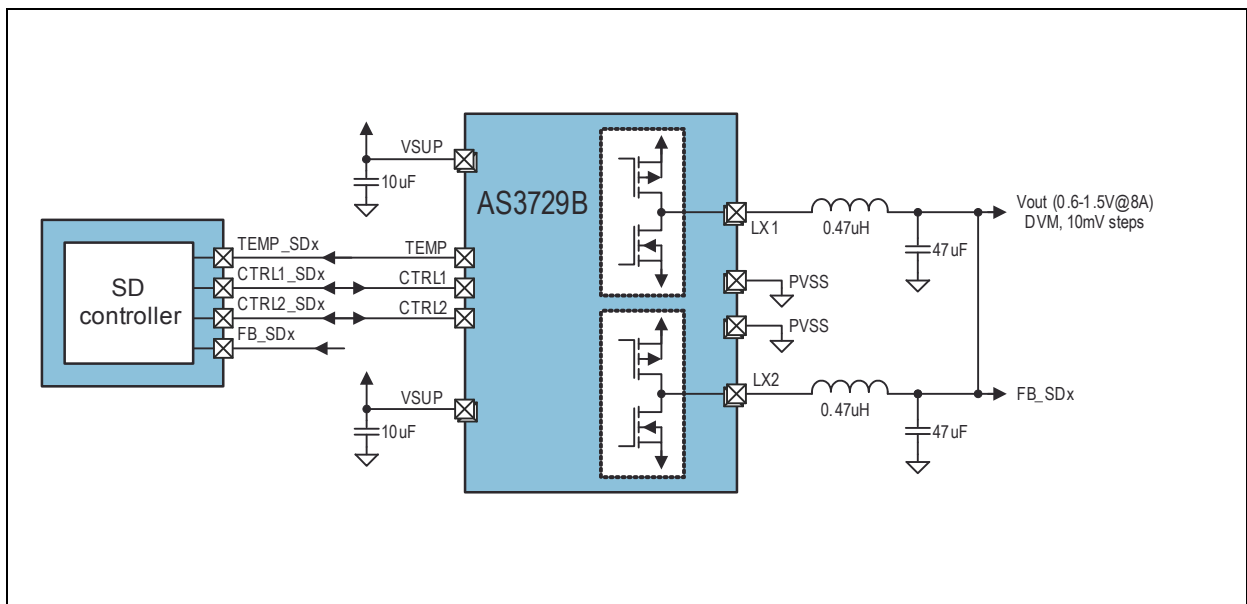 VSUP
10uF
AS3729B
LX1
0.47uH
Vout (0.6-1.5V@8A)
DVM, 10mV steps
47uF
TEMP_SDx
TEMP
CTRL1_SDx
CTRL1
CTRL2_SDx
CTRL2
FB_SDx
SD
controller
PVSS
PVSS
VSUP
10uF
LX2
0.47uH
FB_SDx
47uF